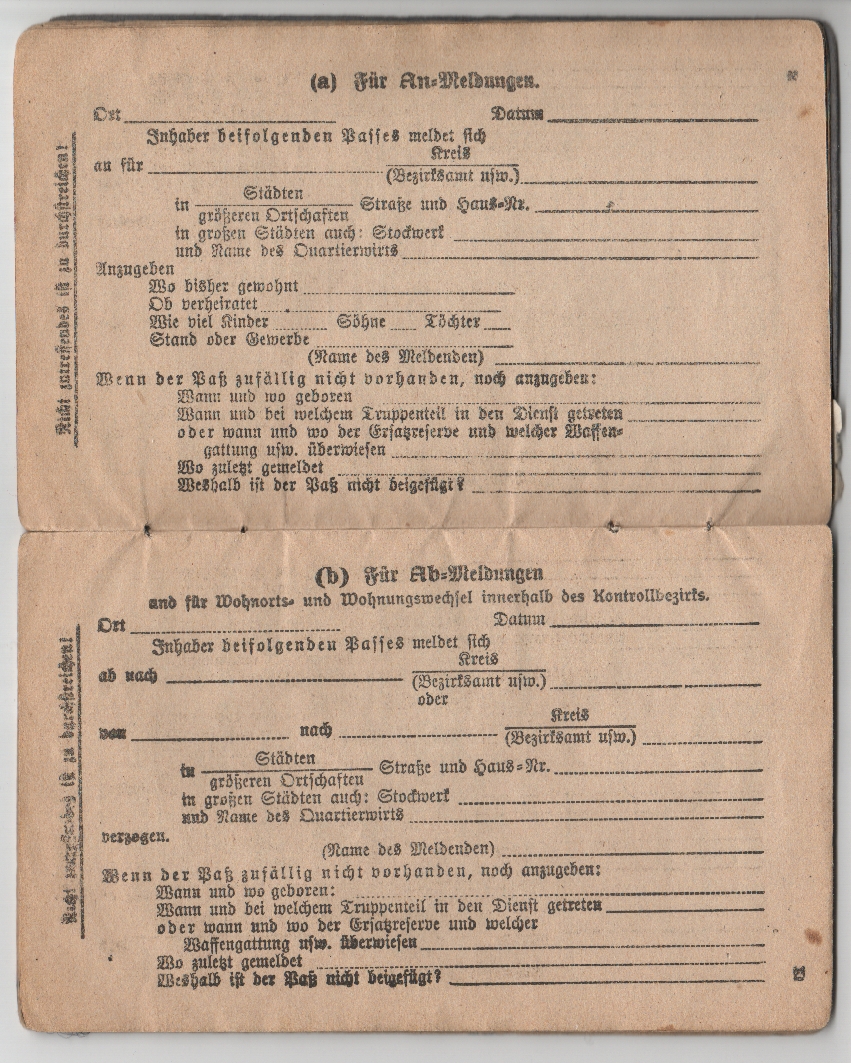 (a) Für An-Meldungen.
Ort Datum
Inhaber beifolgenden Passes meldet sich
an für Kreis
(Bezirksamt usw.)
in Städten Straße und Haus-Nr.
größeren Ortschaften
in großen Städten auch: Stockwerk
und Name des Quartierwirts
Anzugeben
Wo bisher gewohnt
Ob verheiratet
Wie viel Kinder Söhne Töchter
Stand oder Gewerbe
(Name des Meldenden)
Wenn der Paß zufällig nicht vorhanden, noch anzugeben:
Wann und wo geboren
Wann und bei welchem Truppenteil in den Dienst getreten
oder wann und wo der Ersatzreserve und welcher Waffen-
gattung usw. überwiesen
Wo zuletzt gemeldet
Weshalb ist der Paß nicht beigefügt?
Nicht zutreffendes ist zu durchstreichen!
(b) Für Ab-Meldungen
und für Wohnorts- und Wohnungswechsel innerhalb des Kontrollbezirks.
Ort Datum
Inhaber beifolgenden Passes meldet sich
ab nach Kreis
(Bezirksamt usw.)
oder
von nach Kreis
(Bezirksamt usw.)
in Städten Straße und Haus-Nr.
größeren Ortschaften
in großen Städten auch: Stockwerk
und Name des Quartierwirts
verzogen.
(Name des Meldenden)
Wenn der Paß zufällig nicht vorhanden, noch anzugeben:
Wann und wo geboren:
Wann und bei welchem Truppenteil in den Dienst getreten
oder wann und wo der Ersatzreserve und welcher
Waffengattung usw. überwiesen
Wo zuletzt gemeldet
Weshalb ist der Paß nicht beigefügt?
Nicht zutreffendes ist zu durchstreichen!